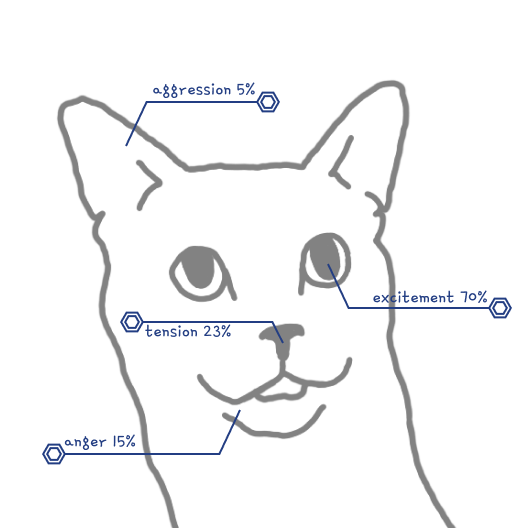 aggression 5%
excitement 70%
tension 23%
anger 15%